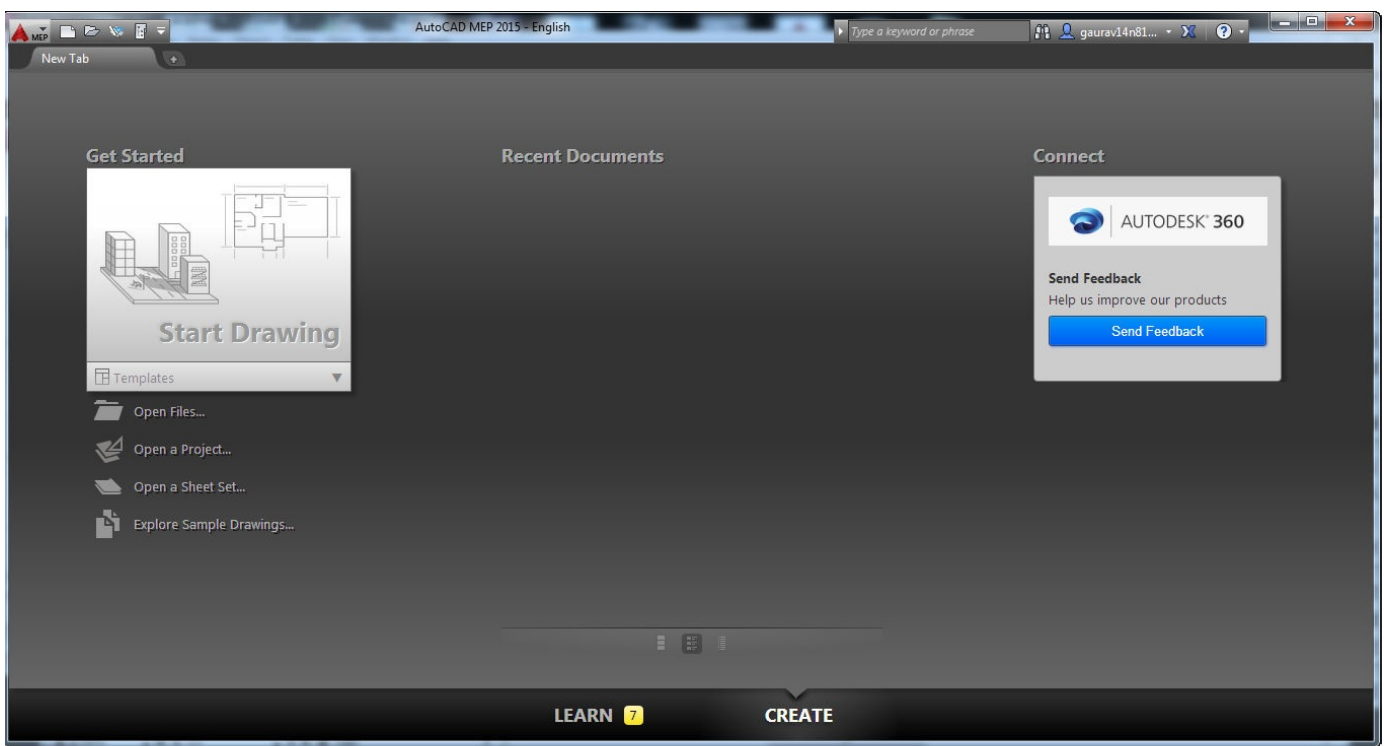 MEP
AutoCAD MEP 2015 - English
Type a keyword or phrase
gaurav14n81...
?
New Tab
+
Get Started
Recent Documents
Connect
AUTODESK® 360
Start Drawing
Templates
Send Feedback
Help us improve our products
Send Feedback
Open Files...
Open a Project...
Open a Sheet Set...
Explore Sample Drawings...
LEARN 7
CREATE